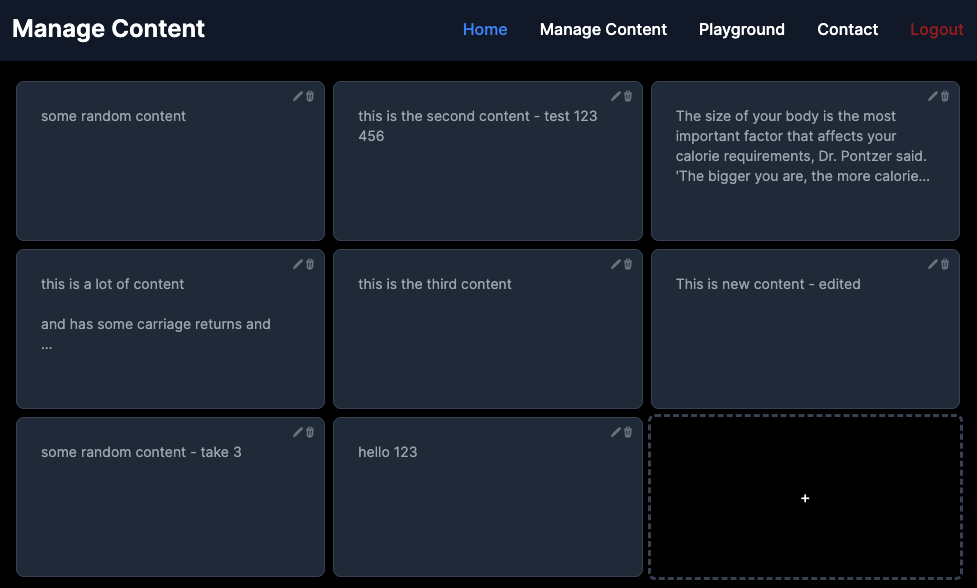 Manage Content
Home
Manage Content
Playground
Contact
Logout
some random content
this is the second content - test 123
456
The size of your body is the most
important factor that affects your
calorie requirements, Dr. Pontzer said.
'The bigger you are, the more calorie...
this is a lot of content
and has some carriage returns and
...
this is the third content
This is new content - edited
some random content - take 3
hello 123
+